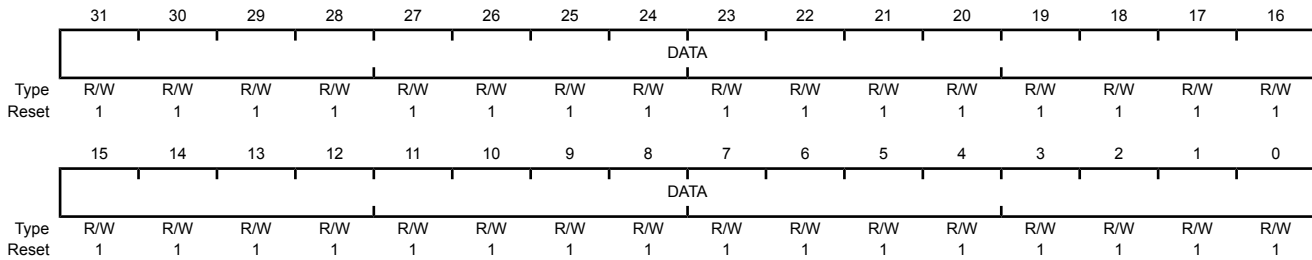 31 30 29 28 27 26 25 24 23 22 21 20 19 18 17 16
DATA
Type R/W R/W R/W R/W R/W R/W R/W R/W R/W R/W R/W R/W R/W R/W R/W R/W
Reset 1 1 1 1 1 1 1 1 1 1 1 1 1 1 1 1
15 14 13 12 11 10 9 8 7 6 5 4 3 2 1 0
DATA
Type R/W R/W R/W R/W R/W R/W R/W R/W R/W R/W R/W R/W R/W R/W R/W R/W
Reset 1 1 1 1 1 1 1 1 1 1 1 1 1 1 1 1